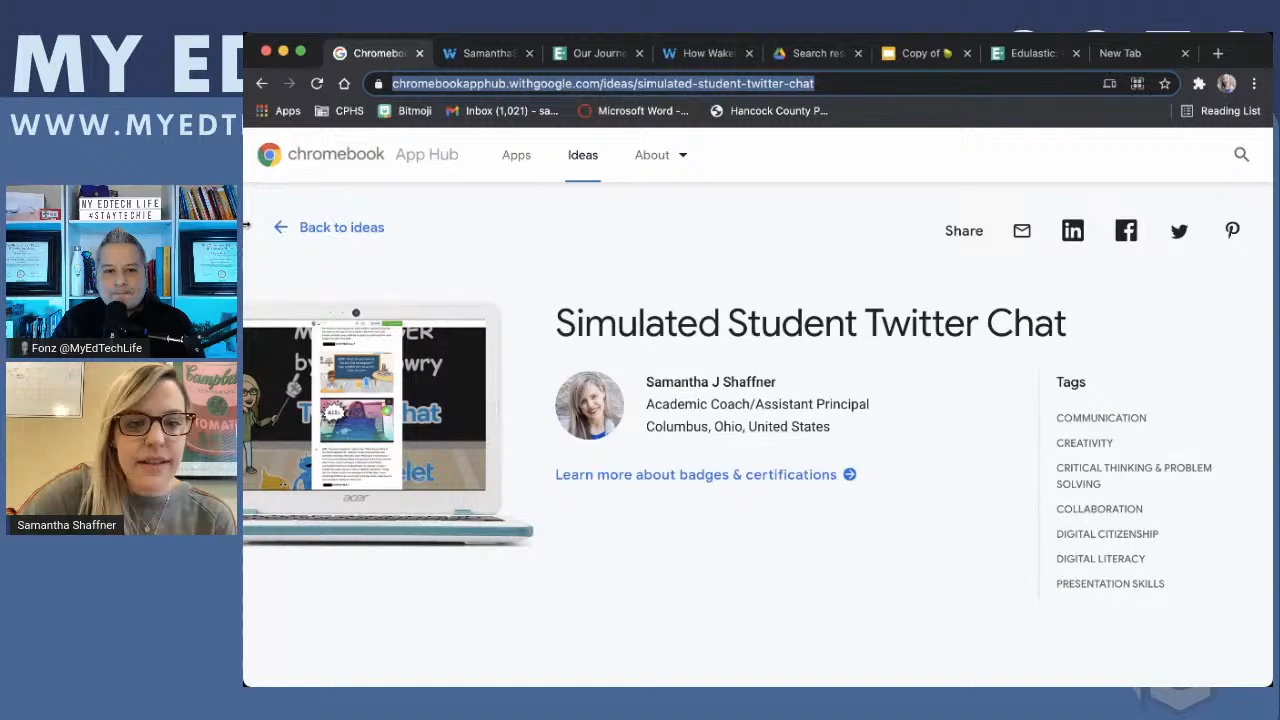 MY ED
WWW.MYEDT
MY EDTECH LIFE
#STAYTECHIE
Fonz @MyEdTechLife
Campbell's
TOMATO
Samantha Shaffner
Chromebo
Samantha
Our Journe
How Wake
Search res
Copy of
Edulastic
New Tab
chromebookapphub.withgoogle.com/ideas/simulated-student-twitter-chat
Apps
CPHS
Bitmoji
Inbox (1,021) – sa...
Microsoft Word -...
Hancock County P...
Reading List
chromebook App Hub
Apps
Ideas
About
Back to ideas
Share
Simulated Student Twitter Chat
Samantha J Shaffner
Academic Coach/Assistant Principal
Columbus, Ohio, United States
Learn more about badges & certifications
Tags
COMMUNICATION
CREATIVITY
CRITICAL THINKING & PROBLEM
SOLVING
COLLABORATION
DIGITAL CITIZENSHIP
DIGITAL LITERACY
PRESENTATION SKILLS
acer